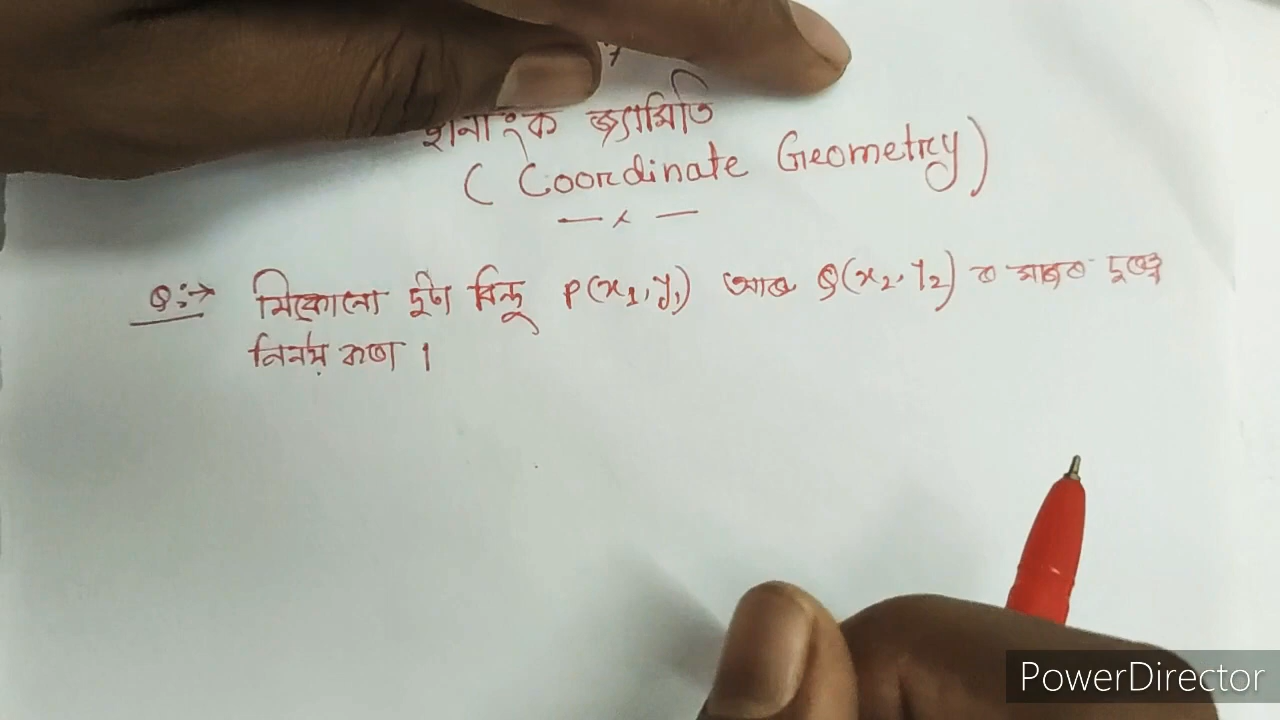 স্থানাংক জ্যামিতি
( Coordinate Geometry)
— x —
Q:→ যিকোনো দুটা বিন্দু P(x₁, y₁) আৰু Q(x₂, y₂) ৰ মাজৰ দূৰত্ব
নিৰ্ণয় কৰা ।
PowerDirector